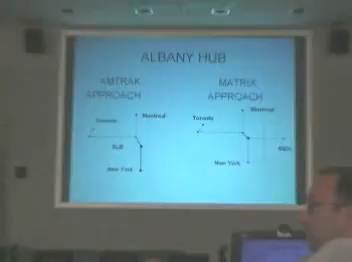 ALBANY HUB
AMTRAK
APPROACH
MATRIX
APPROACH
Toronto
Montreal
New York
Toronto
Montreal
New York